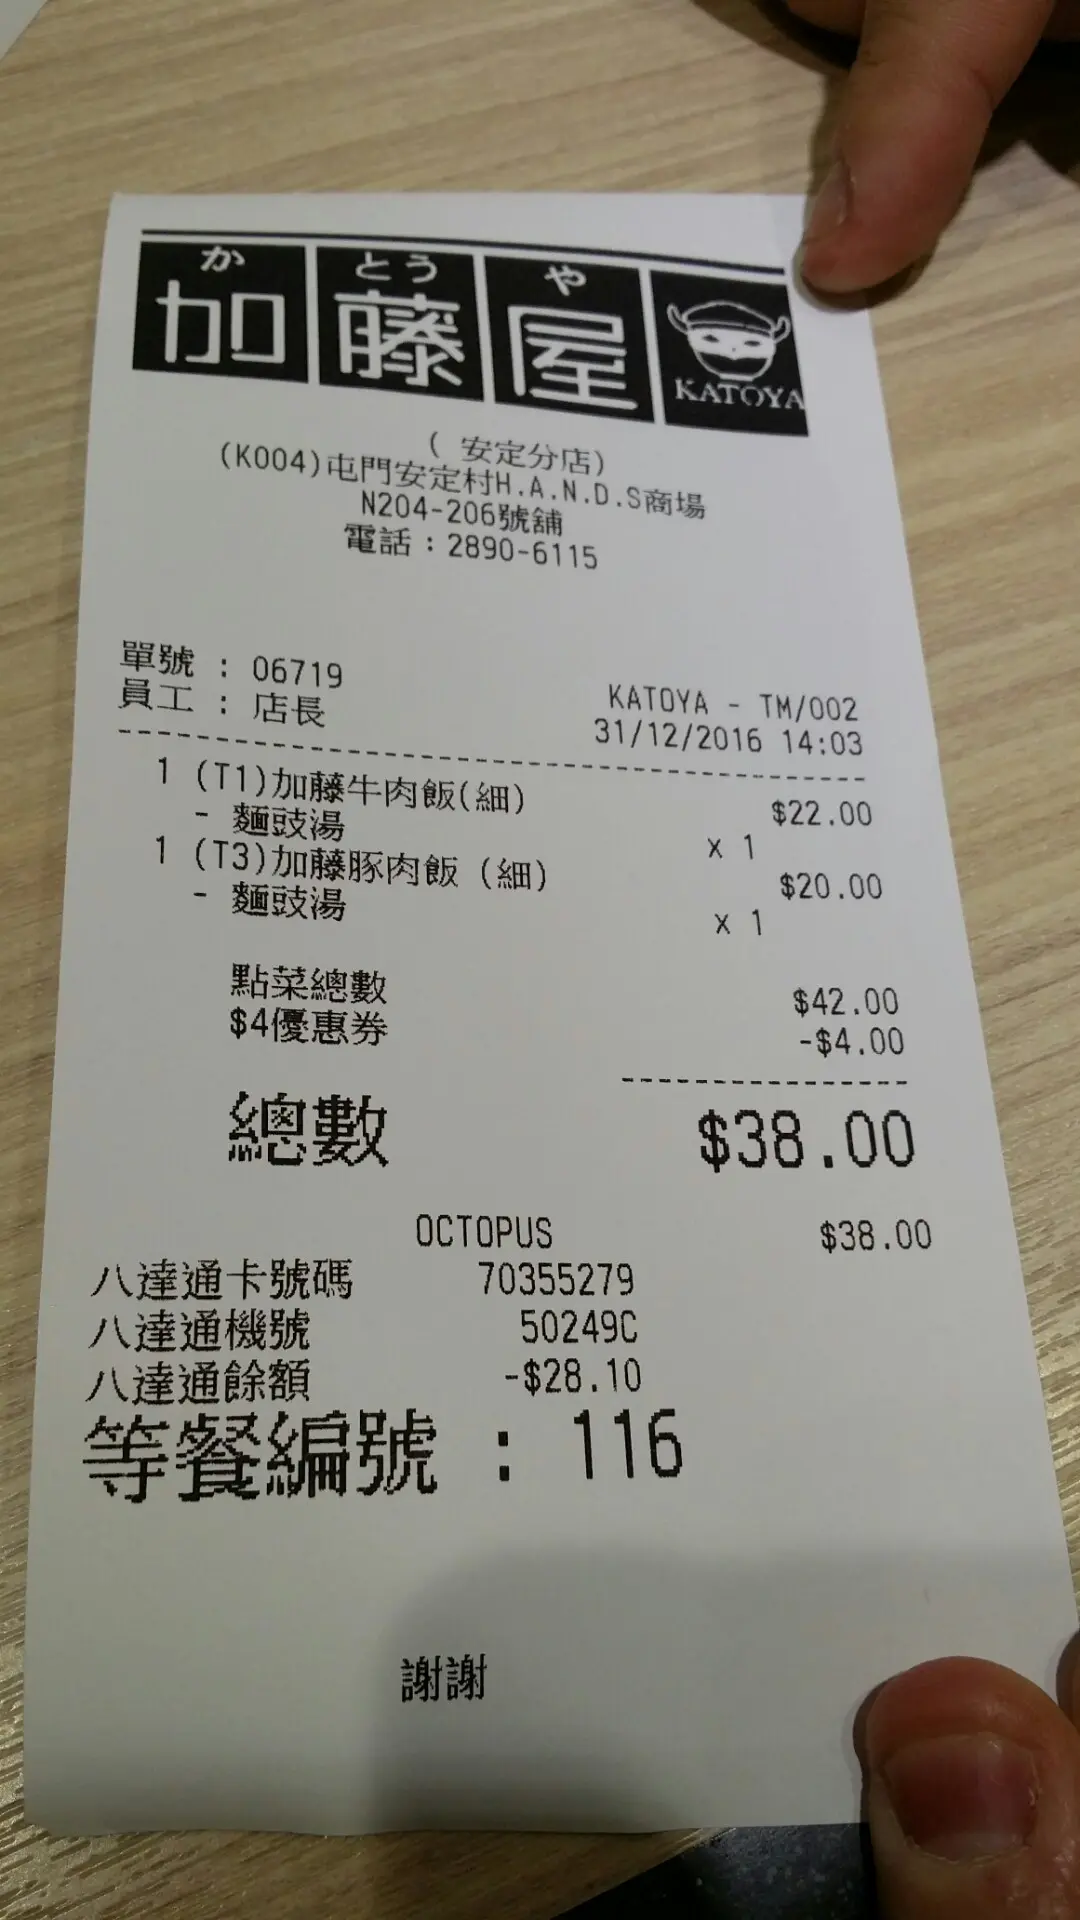 か とう や
加藤屋
KATOYA
( 安定分店)
(K004)屯門安定村H.A.N.D.S商場
N204-206號舖
電話：2890-6115
單號 : 06719
員工 : 店長
KATOYA - TM/002
31/12/2016 14:03
1 (T1)加藤牛肉飯(細) $22.00
- 麵豉湯 x 1
1 (T3)加藤豚肉飯 (細) $20.00
- 麵豉湯 x 1
點菜總數 $42.00
$4優惠券 -$4.00
總數 $38.00
OCTOPUS $38.00
八達通卡號碼 70355279
八達通機號 50249C
八達通餘額 -$28.10
等餐編號 : 116
謝謝